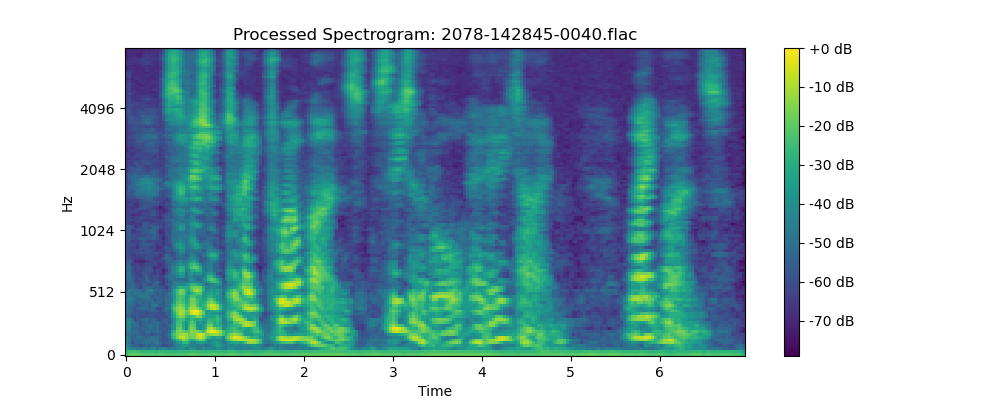 Processed Spectrogram: 2078-142845-0040.flac
Hz
4096
2048
1024
512
0
0 1 2 3 4 5 6
Time
+0 dB
-10 dB
-20 dB
-30 dB
-40 dB
-50 dB
-60 dB
-70 dB